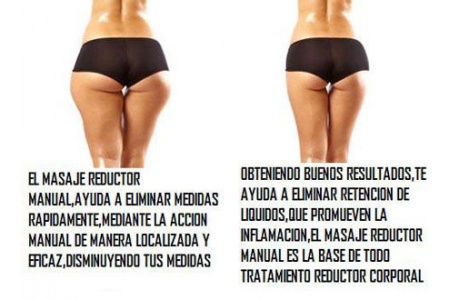 EL MASAJE REDUCTOR
MANUAL,AYUDA A ELIMINAR MEDIDAS
RAPIDAMENTE,MEDIANTE LA ACCION
MANUAL DE MANERA LOCALIZADA Y
EFICAZ,DISMINUYENDO TUS MEDIDAS
OBTENIENDO BUENOS RESULTADOS,TE
AYUDA A ELIMINAR RETENCION DE
LIQUIDOS,QUE PROMUEVEN LA
INFLAMACION,EL MASAJE REDUCTOR
MANUAL ES LA BASE DE TODO
TRATAMIENTO REDUCTOR CORPORAL